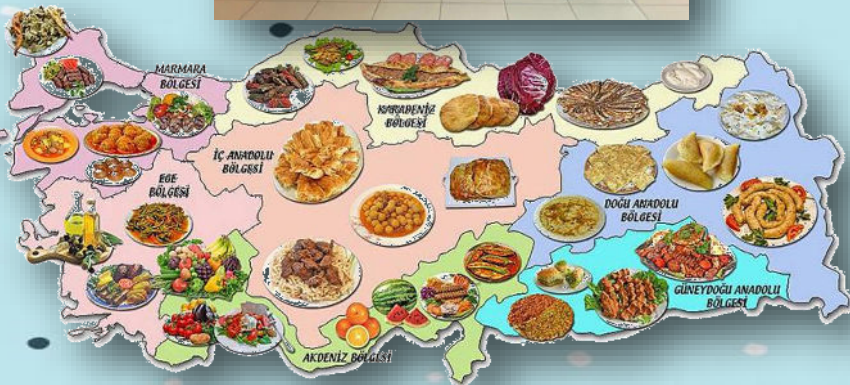 MARMARA
BÖLGESİ
KARADENİZ
BÖLGESİ
İÇ ANADOLU
BÖLGESİ
EGE
BÖLGESİ
DOĞU ANADOLU
BÖLGESİ
GÜNEYDOĞU ANADOLU
BÖLGESİ
AKDENİZ BÖLGESİ